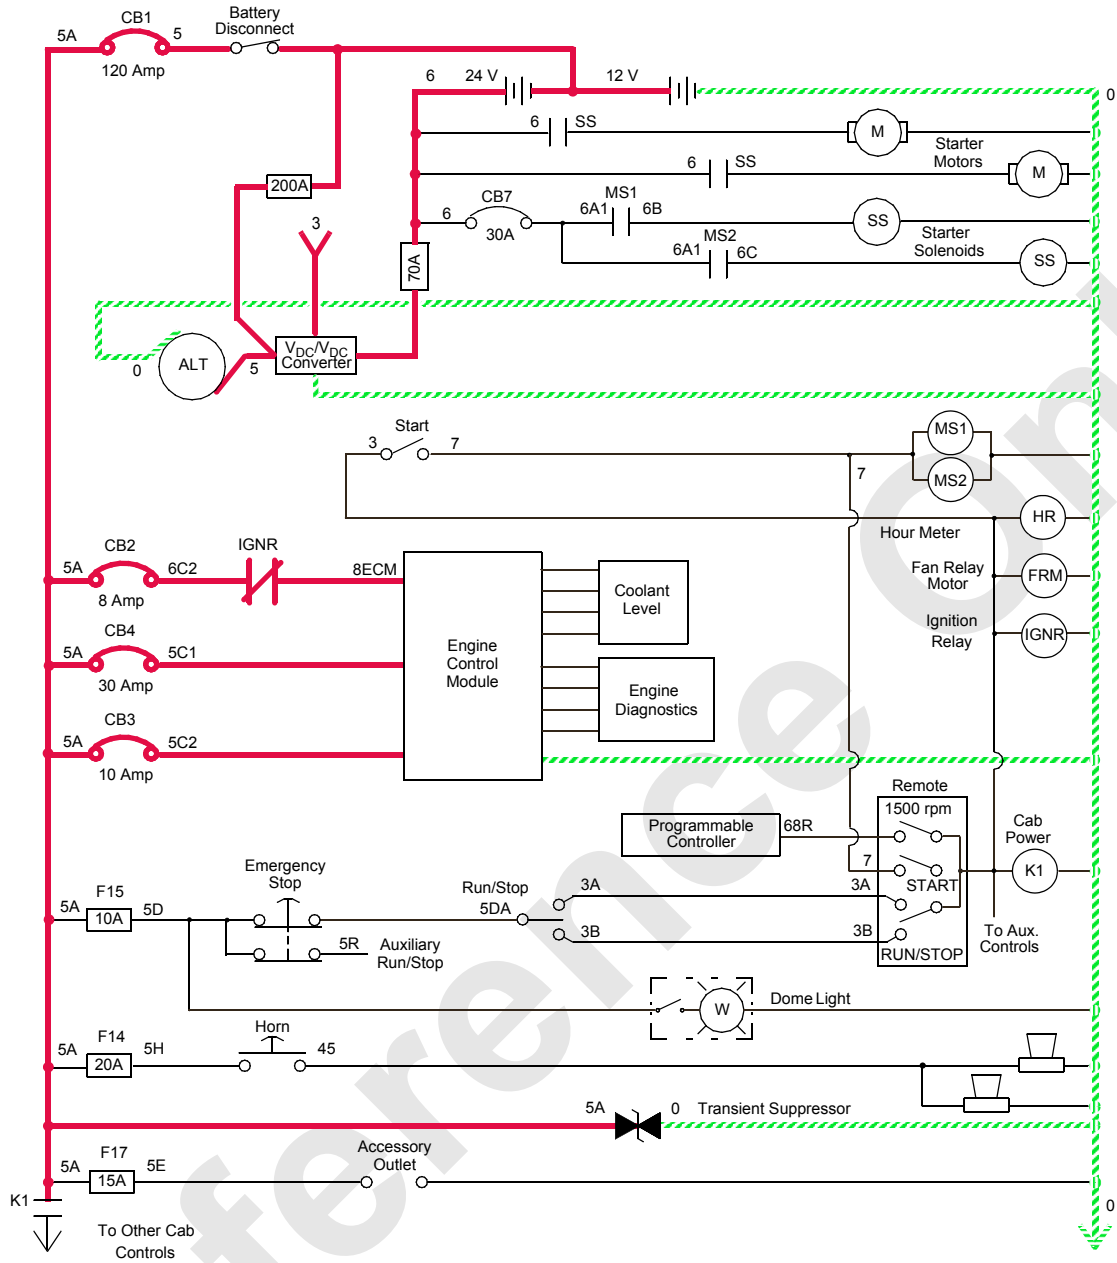 Battery
Disconnect
5A
CB1
5
120 Amp
6
24 V
12 V
0
6
SS
M
Starter
Motors
6
SS
M
200A
CB7
6
30A
MS1
6A1
6B
SS
Starter
Solenoids
MS2
6A1
6C
SS
3
70A
VDC/VDC
Converter
ALT
0
5
Start
3
7
7
MS1
MS2
Hour Meter
HR
Fan Relay
Motor
FRM
Ignition
Relay
IGNR
CB2
5A
6C2
8 Amp
IGNR
8ECM
CB4
5A
5C1
30 Amp
CB3
5A
5C2
10 Amp
Engine
Control
Module
Coolant
Level
Engine
Diagnostics
Remote
1500 rpm
Programmable
Controller
68R
7
START
3A
3B
RUN/STOP
Cab
Power
K1
To Aux.
Controls
Emergency
Stop
F15
5A
10A
5D
5R
Auxiliary
Run/Stop
Run/Stop
5DA
3A
3B
W
Dome Light
F14
5A
20A
5H
Horn
45
5A
0
Transient Suppressor
F17
5A
15A
5E
Accessory
Outlet
K1
To Other Cab
Controls
0
ference On